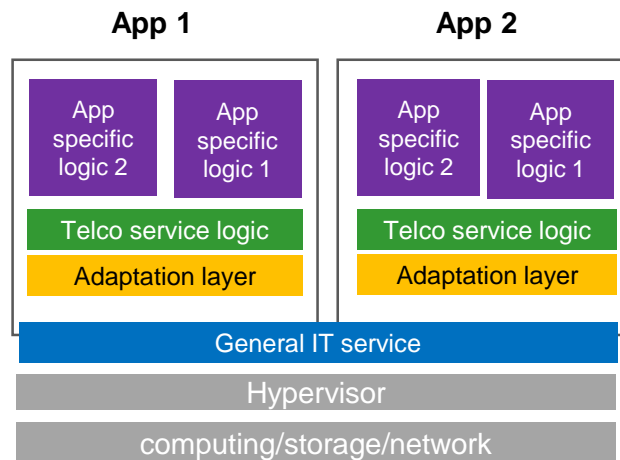 App 1
App 2
App
specific
logic 2
App
specific
logic 1
App
specific
logic 2
App
specific
logic 1
Telco service logic
Telco service logic
Adaptation layer
Adaptation layer
General IT service
Hypervisor
computing/storage/network